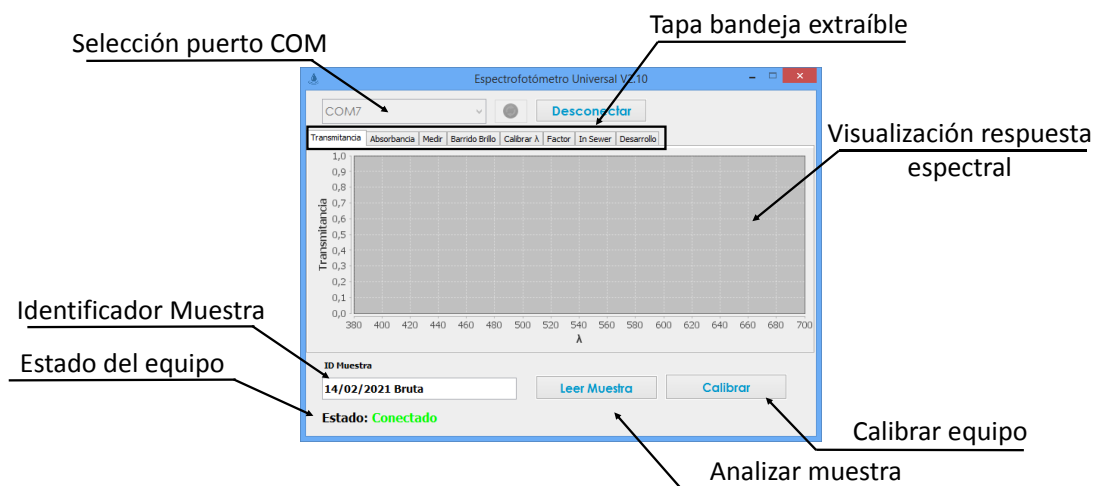 Tapa bandeja extraíble
Selección puerto COM
Espectrofotómetro Universal V2.10
COM7
Desconectar
Transmitancia Absorbancia Medir Barrido Brillo Calibrar λ Factor In Sewer Desarrollo
Visualización respuesta
espectral
1,0
0,9
0,8
0,7
0,6
0,5
0,4
0,3
0,2
0,1
0,0
Transmitancia
380 400 420 440 460 480 500 520 540 560 580 600 620 640 660 680 700
λ
Identificador Muestra
Estado del equipo
ID Muestra
14/02/2021 Bruta
Leer Muestra
Calibrar
Estado: Conectado
Calibrar equipo
Analizar muestra